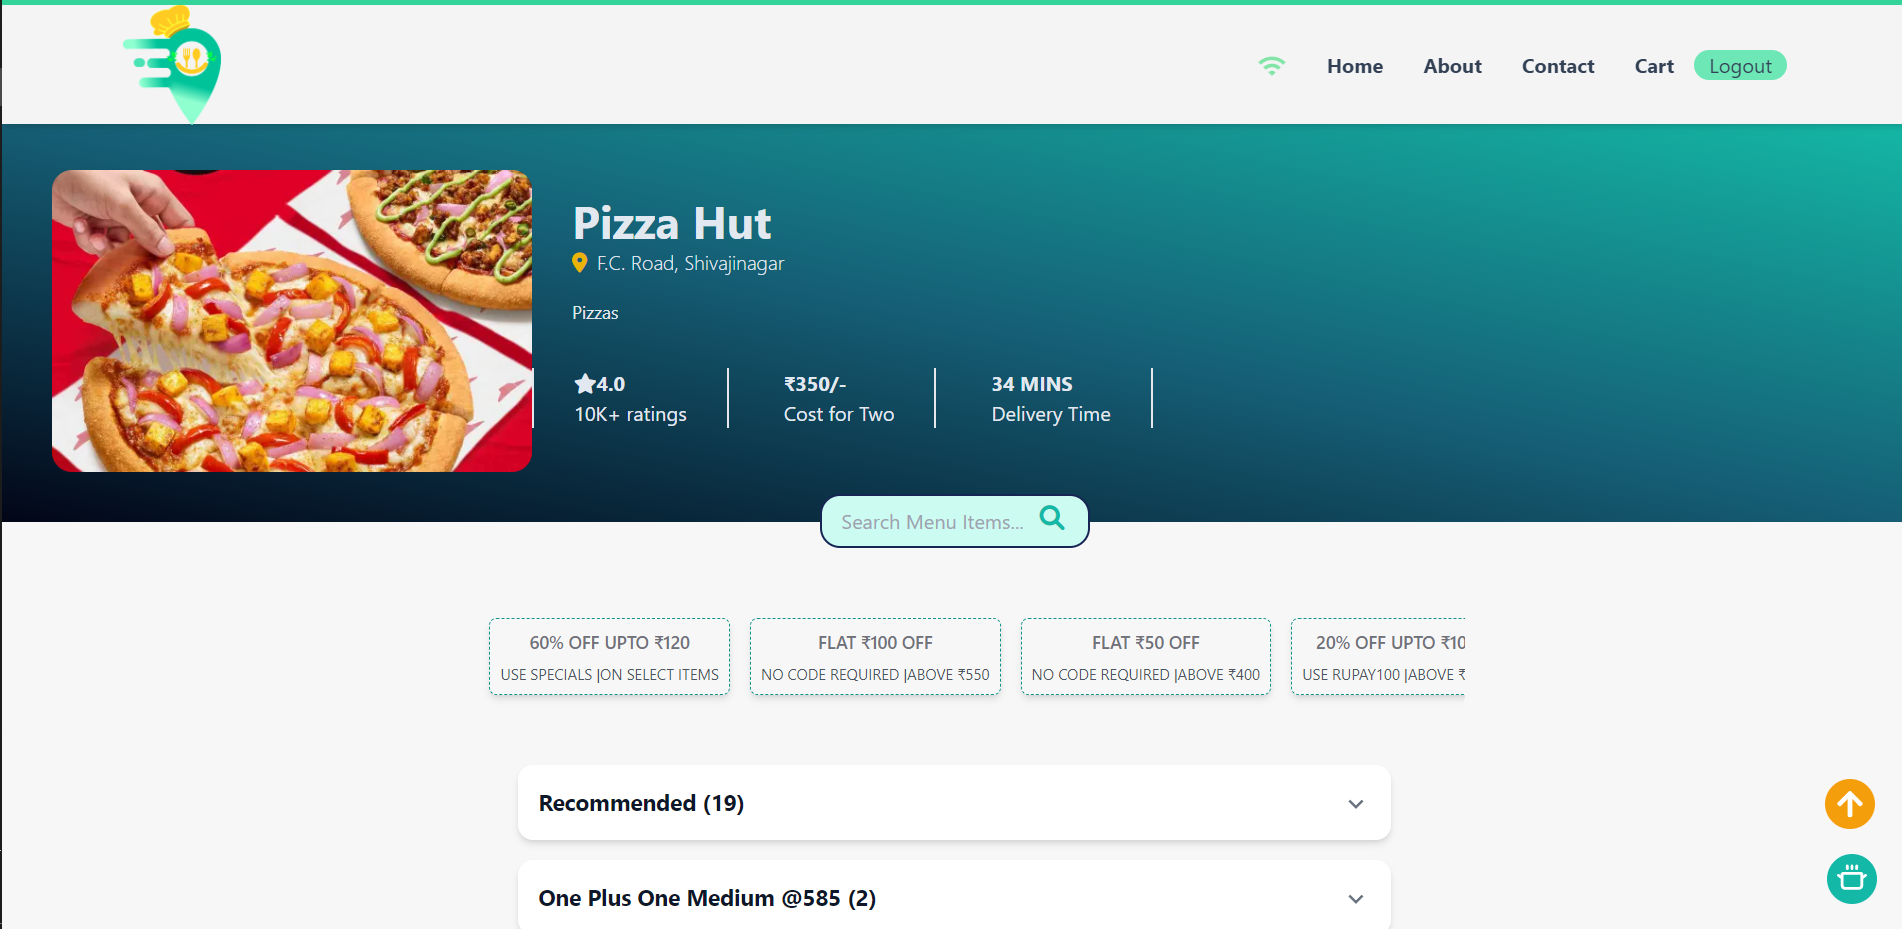 Home About Contact Cart Logout
Pizza Hut
F.C. Road, Shivajinagar
Pizzas
4.0
10K+ ratings
₹350/-
Cost for Two
34 MINS
Delivery Time
Search Menu Items...
60% OFF UPTO ₹120
USE SPECIALS |ON SELECT ITEMS
FLAT ₹100 OFF
NO CODE REQUIRED |ABOVE ₹550
FLAT ₹50 OFF
NO CODE REQUIRED |ABOVE ₹400
20% OFF UPTO ₹10
USE RUPAY100 |ABOVE ₹
Recommended (19)
One Plus One Medium @585 (2)